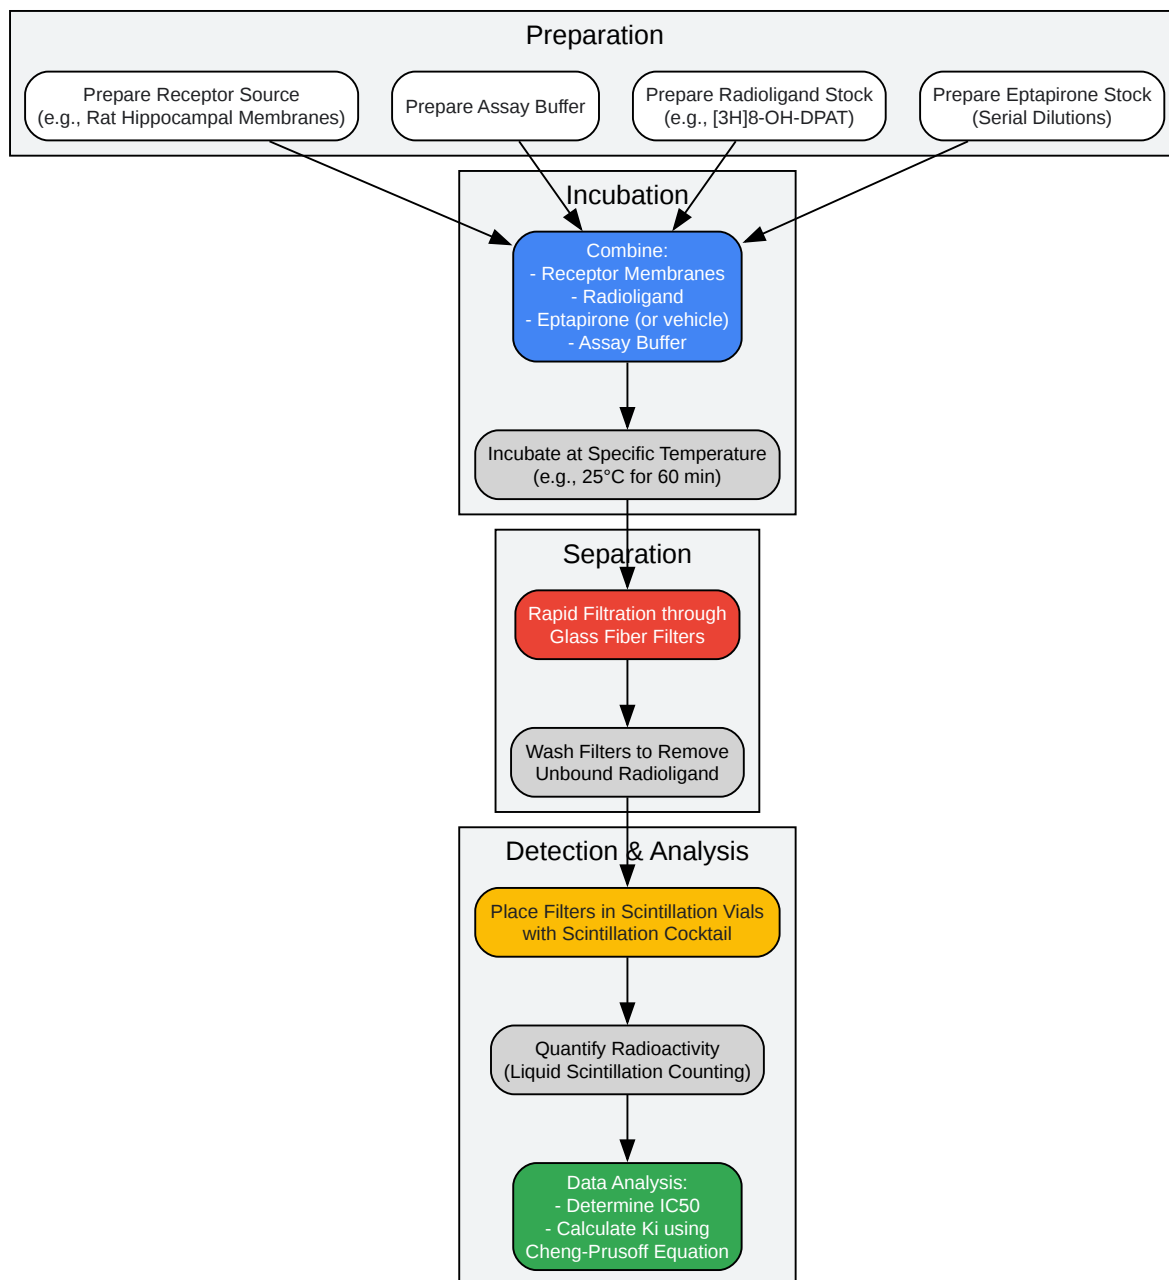 Preparation
Prepare Receptor Source
(e.g., Rat Hippocampal Membranes)
Prepare Assay Buffer
Prepare Radioligand Stock
(e.g., [3H]8-OH-DPAT)
Prepare Eptapirone Stock
(Serial Dilutions)
Incubation
Combine:
- Receptor Membranes
- Radioligand
- Eptapirone (or vehicle)
- Assay Buffer
Incubate at Specific Temperature
(e.g., 25°C for 60 min)
Separation
Rapid Filtration through
Glass Fiber Filters
Wash Filters to Remove
Unbound Radioligand
Detection & Analysis
Place Filters in Scintillation Vials
with Scintillation Cocktail
Quantify Radioactivity
(Liquid Scintillation Counting)
Data Analysis:
- Determine IC50
- Calculate Ki using
Cheng-Prusoff Equation